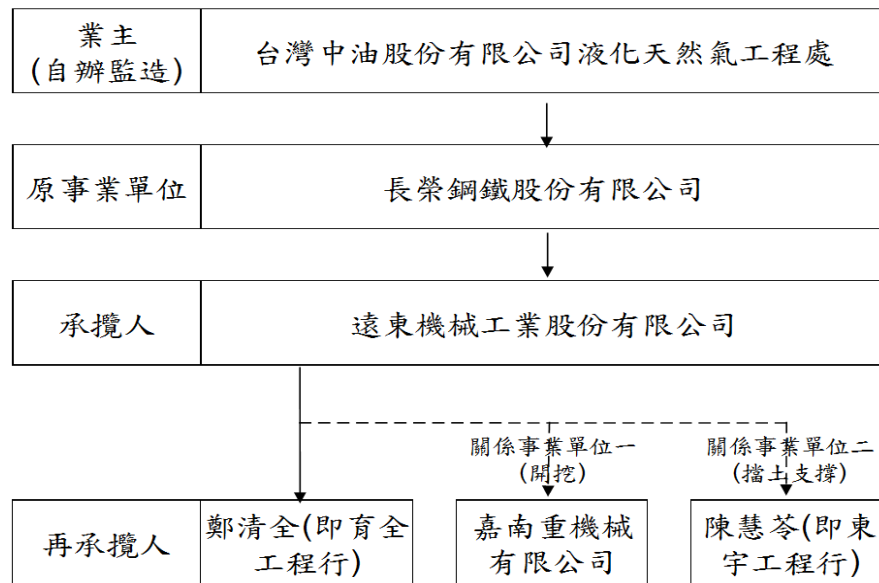 業主
(自辦監造)
台灣中油股份有限公司液化天然氣工程處
原事業單位
長榮鋼鐵股份有限公司
承攬人
遠東機械工業股份有限公司
關係事業單位一
(開挖)
關係事業單位二
(擋土支撐)
再承攬人
鄭清全(即育全
工程行)
嘉南重機械
有限公司
陳慧苓(即東
宇工程行)